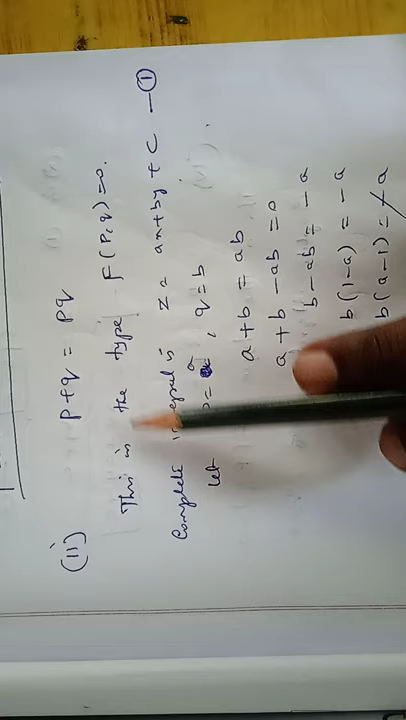 (ii) p+q = pq
This is the type F(p,q)=0.
Complete integral is z = ax+by+c —①
let = a, q=b
a+b = ab
a+b-ab=0
b-ab=-a
b(1-a) = -a
b(a-1) = a